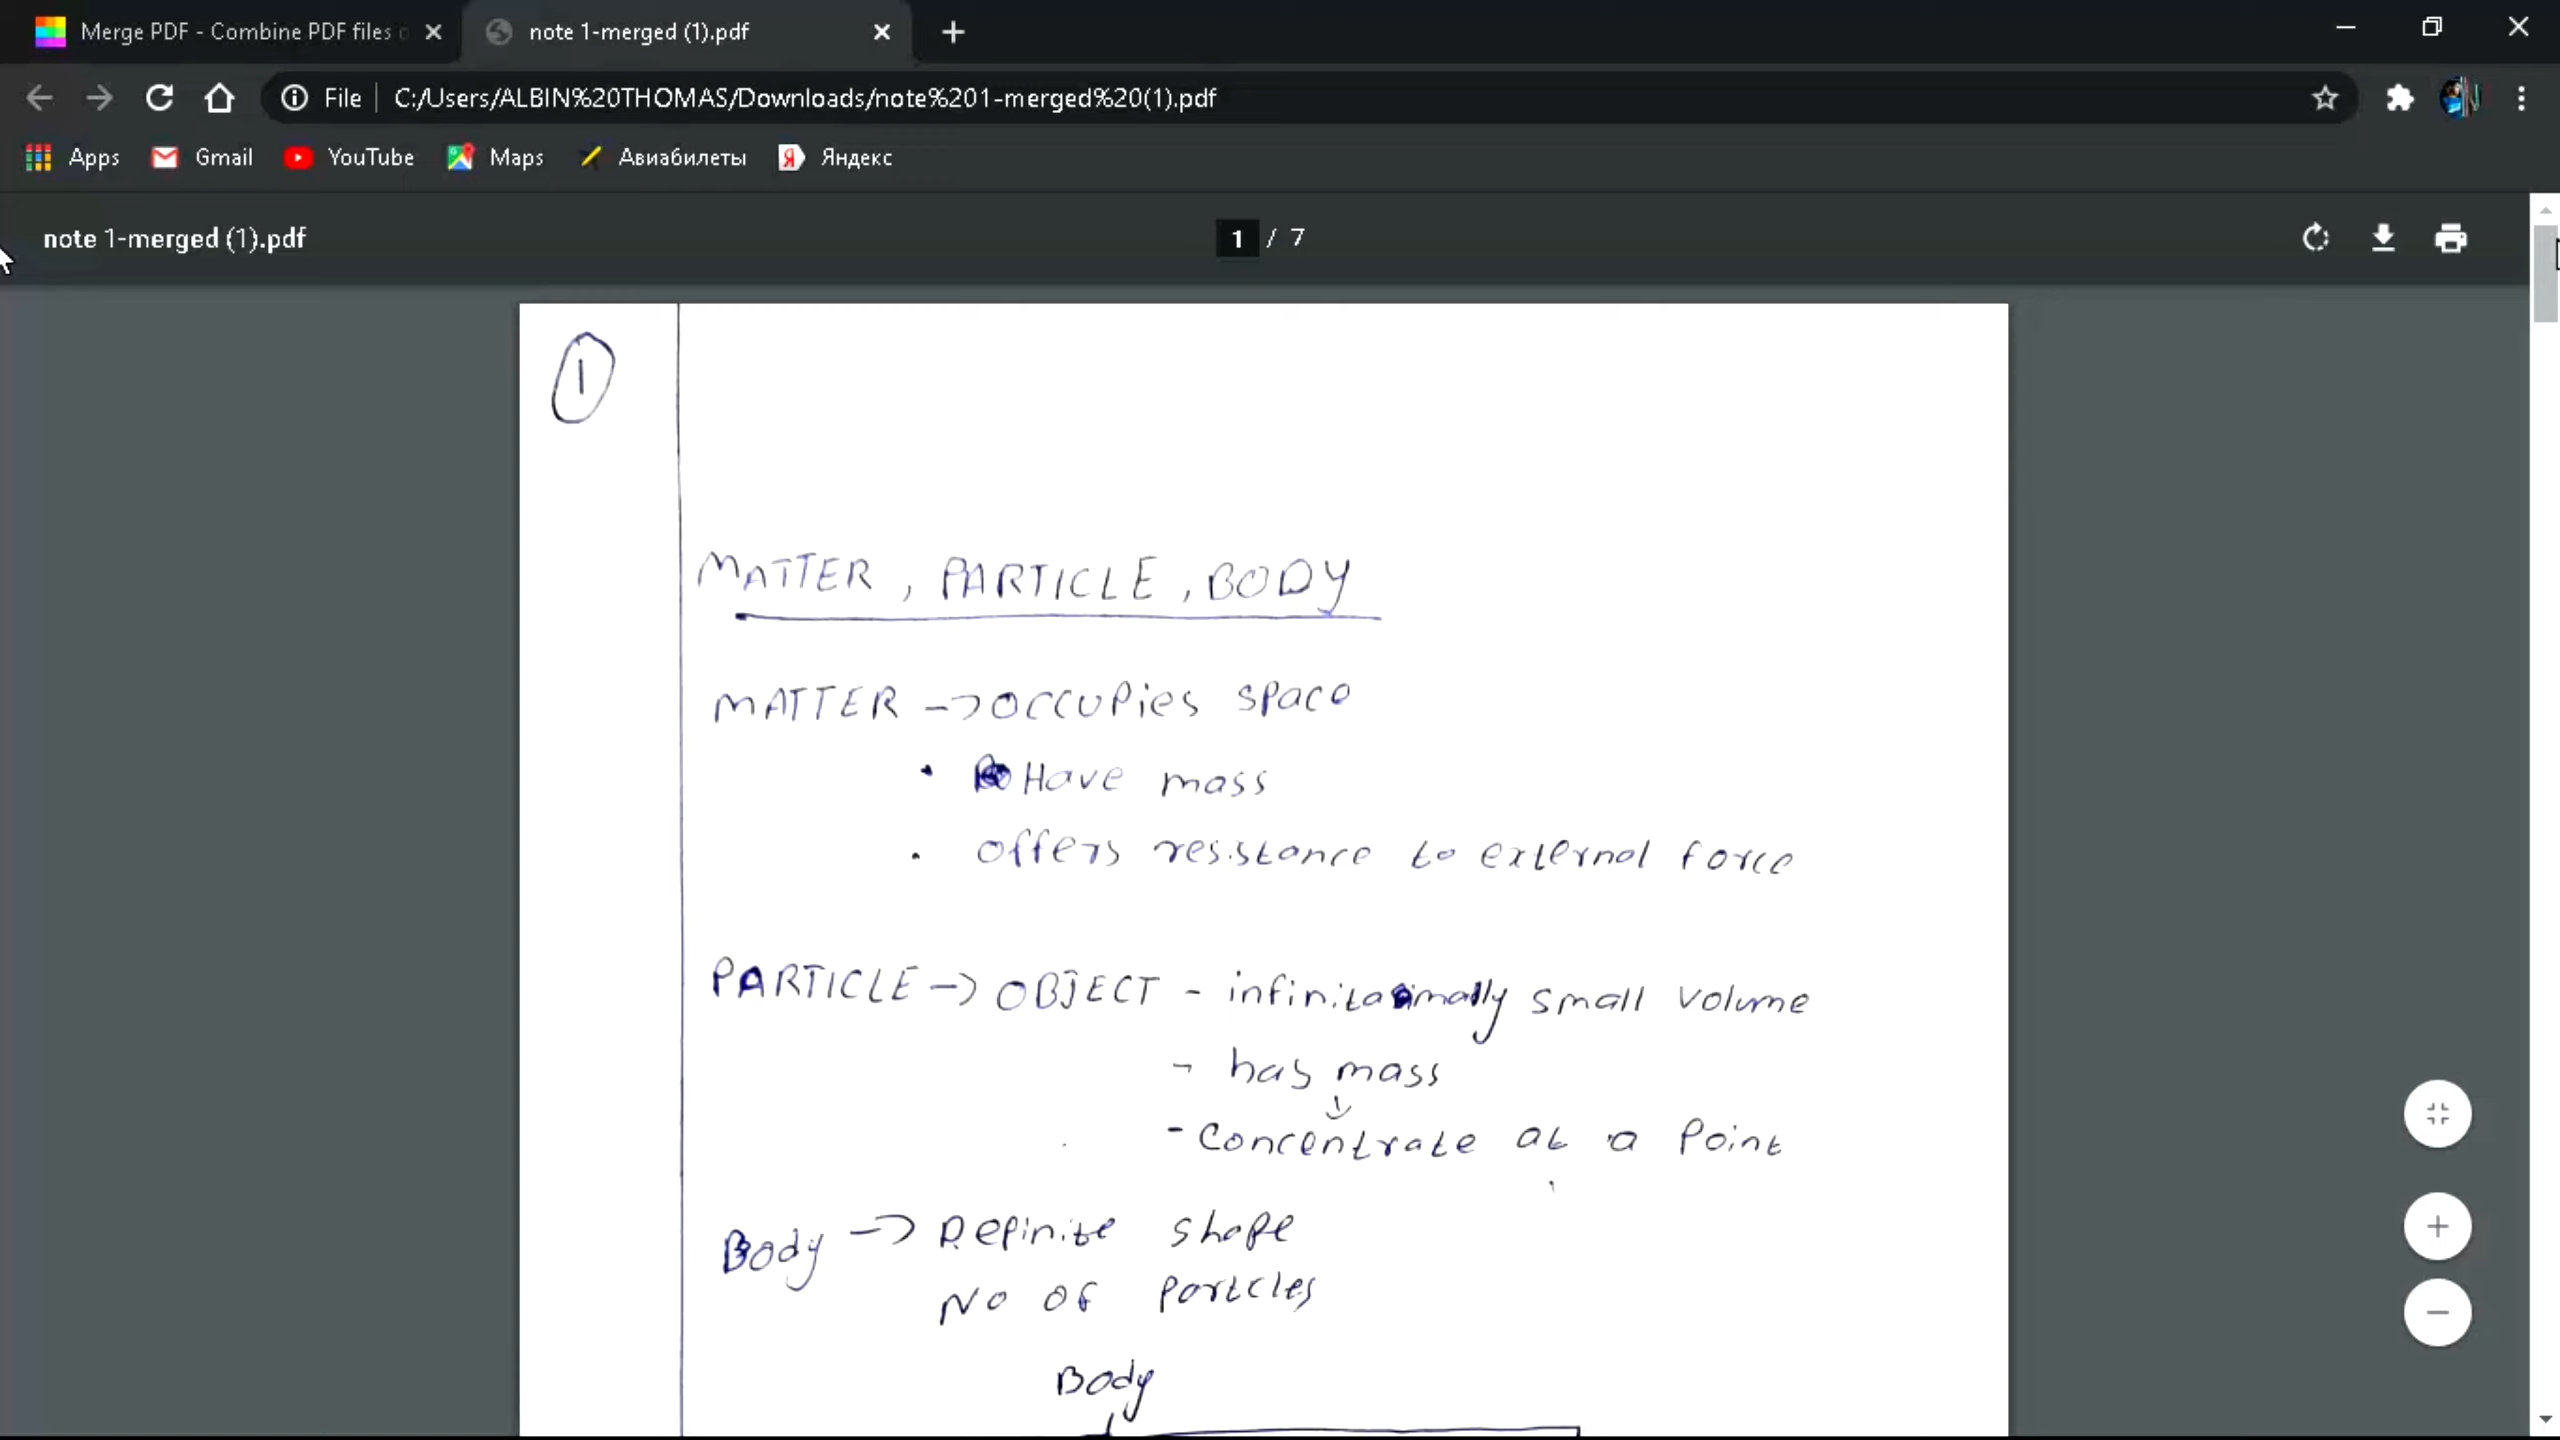 Merge PDF - Combine PDF files o
note 1-merged (1).pdf
File
C:/Users/ALBIN%20THOMAS/Downloads/note%201-merged%20(1).pdf
Apps
Gmail
YouTube
Maps
Авиабилеты
Яндекс
note 1-merged (1).pdf
1 / 7
1
MATTER, PARTICLE, BODY
MATTER -> OCCUPies space
• Have mass
• offers resistance to external force
PARTICLE -> OBJECT - infinitasimally small volume
- has mass
- Concentrate at a Point
Body -> Definite shape
No of partcles
Body